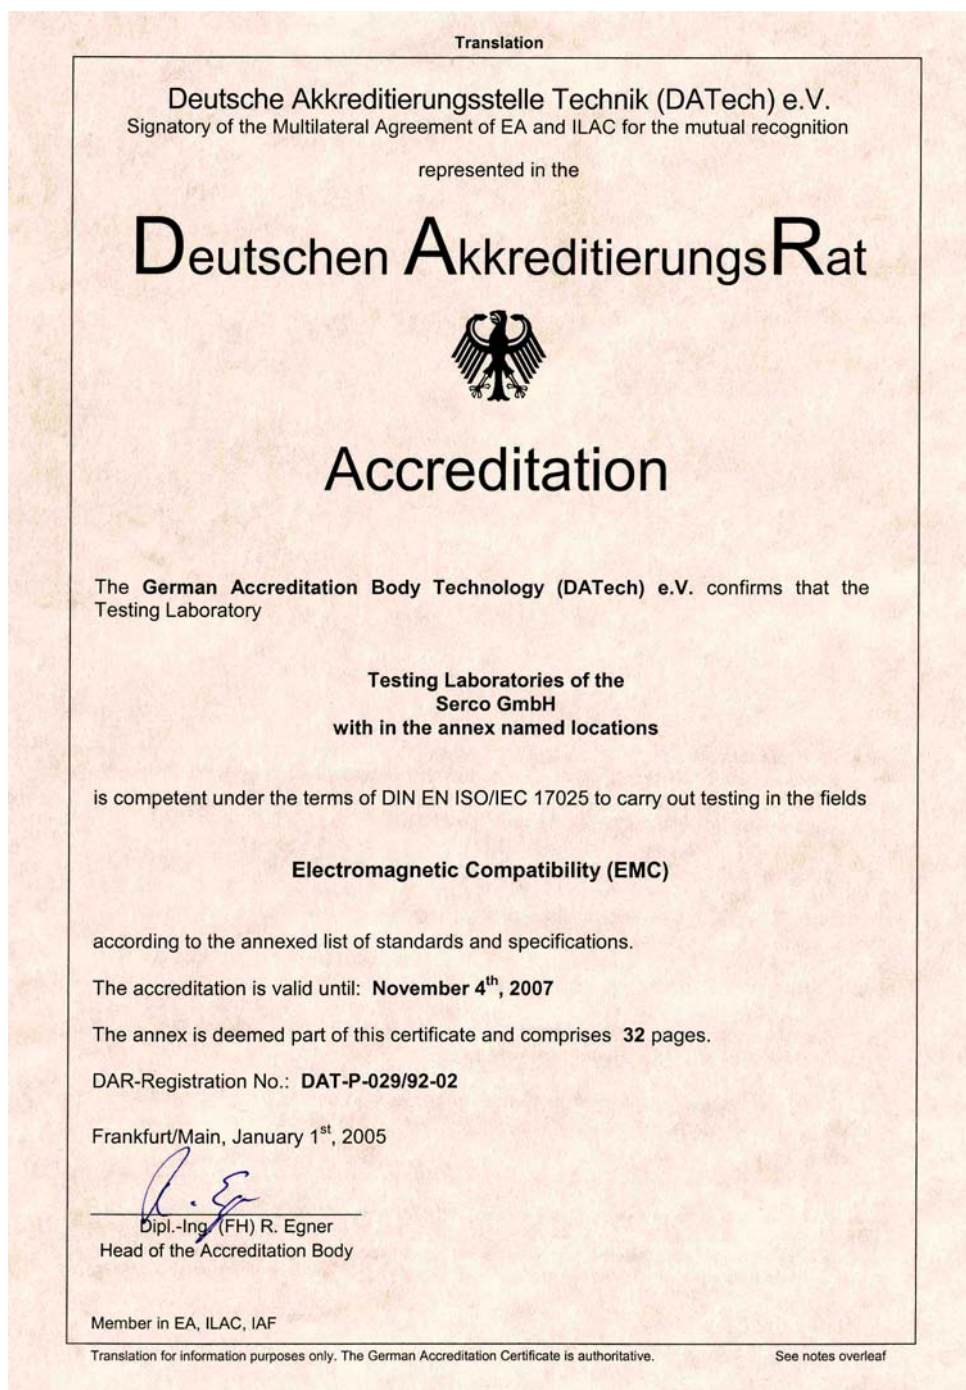 Translation
Deutsche Akkreditierungsstelle Technik (DATech) e.V.
Signatory of the Multilateral Agreement of EA and ILAC for the mutual recognition
represented in the
Deutschen AkkreditierungsRat
Accreditation
The German Accreditation Body Technology (DATech) e.V. confirms that the
Testing Laboratory
Testing Laboratories of the
Serco GmbH
with in the annex named locations
is competent under the terms of DIN EN ISO/IEC 17025 to carry out testing in the fields
Electromagnetic Compatibility (EMC)
according to the annexed list of standards and specifications.
The accreditation is valid until: November 4th, 2007
The annex is deemed part of this certificate and comprises 32 pages.
DAR-Registration No.: DAT-P-029/92-02
Frankfurt/Main, January 1st, 2005
Dipl.-Ing. (FH) R. Egner
Head of the Accreditation Body
Member in EA, ILAC, IAF
Translation for information purposes only. The German Accreditation Certificate is authoritative. See notes overleaf